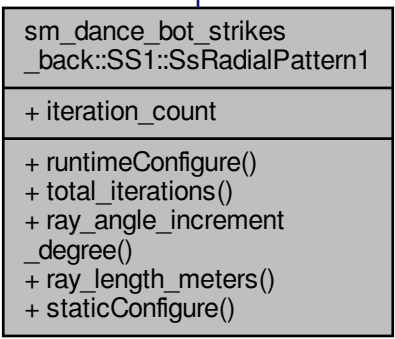 sm_dance_bot_strikes
_back::SS1::SsRadialPattern1
+ iteration_count
+ runtimeConfigure()
+ total_iterations()
+ ray_angle_increment
_degree()
+ ray_length_meters()
+ staticConfigure()